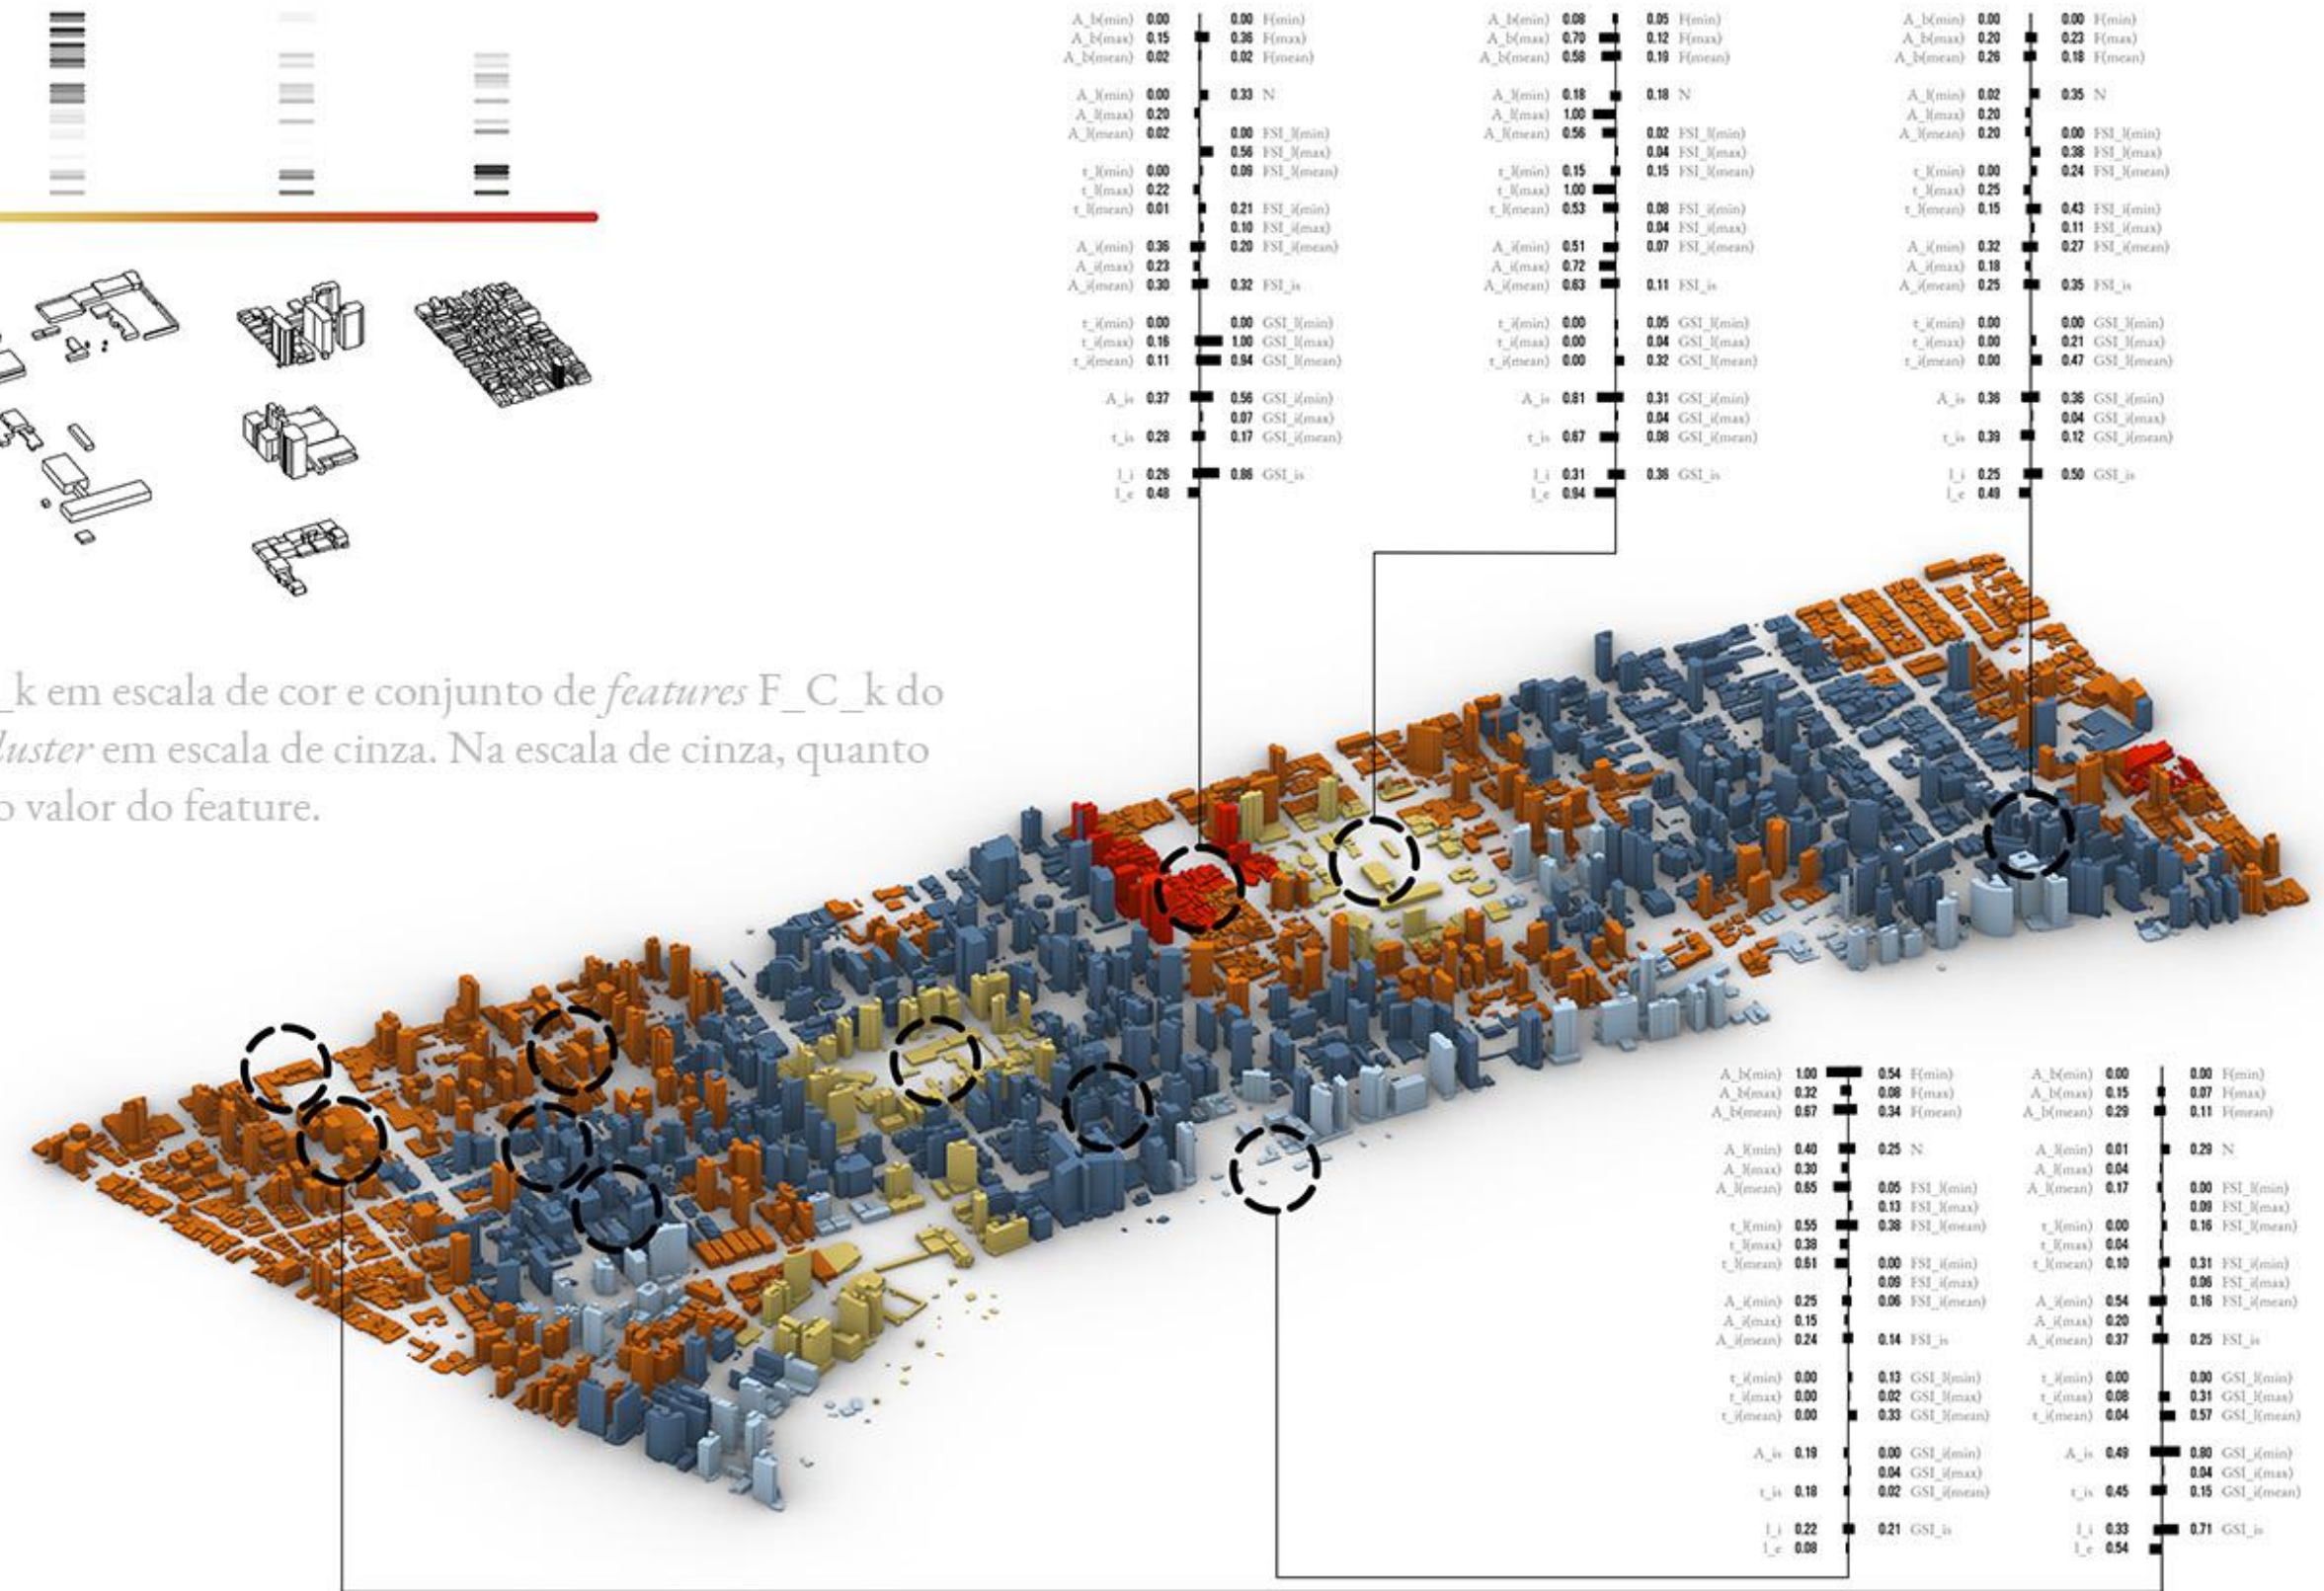 A_b(min) 0.00 0.00 F(min)
A_b(max) 0.15 0.36 F(max)
A_b(mean) 0.02 0.02 F(mean)
A_l(min) 0.00 0.33 N
A_l(max) 0.20
A_l(mean) 0.02 0.00 FSI_l(min)
0.56 FSI_l(max)
t_l(min) 0.00 0.09 FSI_l(mean)
t_l(max) 0.22
t_l(mean) 0.01 0.21 FSI_i(min)
0.10 FSI_i(max)
A_i(min) 0.36 0.20 FSI_i(mean)
A_i(max) 0.23
A_i(mean) 0.30 0.32 FSI_is
t_i(min) 0.00 0.00 GSI_l(min)
t_i(max) 0.16 1.00 GSI_l(max)
t_i(mean) 0.11 0.94 GSI_l(mean)
A_is 0.37 0.56 GSI_i(min)
0.07 GSI_i(max)
t_is 0.29 0.17 GSI_i(mean)
l_i 0.26 0.86 GSI_is
l_e 0.48
A_b(min) 0.08 0.05 F(min)
A_b(max) 0.70 0.12 F(max)
A_b(mean) 0.58 0.19 F(mean)
A_l(min) 0.18 0.18 N
A_l(max) 1.00
A_l(mean) 0.56 0.02 FSI_l(min)
0.04 FSI_l(max)
t_l(min) 0.15 0.15 FSI_l(mean)
t_l(max) 1.00
t_l(mean) 0.53 0.08 FSI_i(min)
0.04 FSI_i(max)
A_i(min) 0.51 0.07 FSI_i(mean)
A_i(max) 0.72
A_i(mean) 0.63 0.11 FSI_is
t_i(min) 0.00 0.05 GSI_l(min)
t_i(max) 0.00 0.04 GSI_l(max)
t_i(mean) 0.00 0.32 GSI_l(mean)
A_is 0.81 0.31 GSI_i(min)
0.04 GSI_i(max)
t_is 0.67 0.08 GSI_i(mean)
l_i 0.31 0.36 GSI_is
l_e 0.94
A_b(min) 0.00 0.00 F(min)
A_b(max) 0.20 0.23 F(max)
A_b(mean) 0.26 0.18 F(mean)
A_l(min) 0.02 0.35 N
A_l(max) 0.20
A_l(mean) 0.20 0.00 FSI_l(min)
0.38 FSI_l(max)
t_l(min) 0.00 0.24 FSI_l(mean)
t_l(max) 0.25
t_l(mean) 0.15 0.43 FSI_i(min)
0.11 FSI_i(max)
A_i(min) 0.32 0.27 FSI_i(mean)
A_i(max) 0.18
A_i(mean) 0.25 0.35 FSI_is
t_i(min) 0.00 0.00 GSI_l(min)
t_i(max) 0.00 0.21 GSI_l(max)
t_i(mean) 0.00 0.47 GSI_l(mean)
A_is 0.36 0.36 GSI_i(min)
0.04 GSI_i(max)
t_is 0.39 0.12 GSI_i(mean)
l_i 0.25 0.50 GSI_is
l_e 0.49
_k em escala de cor e conjunto de features F_C_k do
luster em escala de cinza. Na escala de cinza, quanto
o valor do feature.
A_b(min) 1.00 0.54 F(min)
A_b(max) 0.32 0.08 F(max)
A_b(mean) 0.67 0.34 F(mean)
A_l(min) 0.40 0.25 N
A_l(max) 0.30
A_l(mean) 0.65 0.05 FSI_l(min)
0.13 FSI_l(max)
t_l(min) 0.55 0.38 FSI_l(mean)
t_l(max) 0.38
t_l(mean) 0.61 0.00 FSI_i(min)
0.09 FSI_i(max)
A_i(min) 0.25 0.06 FSI_i(mean)
A_i(max) 0.15
A_i(mean) 0.24 0.14 FSI_is
t_i(min) 0.00 0.13 GSI_l(min)
t_i(max) 0.00 0.02 GSI_l(max)
t_i(mean) 0.00 0.33 GSI_l(mean)
A_is 0.19 0.00 GSI_i(min)
0.04 GSI_i(max)
t_is 0.18 0.02 GSI_i(mean)
l_i 0.22 0.21 GSI_is
l_e 0.08
A_b(min) 0.00 0.00 F(min)
A_b(max) 0.15 0.07 F(max)
A_b(mean) 0.29 0.11 F(mean)
A_l(min) 0.01 0.29 N
A_l(max) 0.04
A_l(mean) 0.17 0.00 FSI_l(min)
0.09 FSI_l(max)
t_l(min) 0.00 0.16 FSI_l(mean)
t_l(max) 0.04
t_l(mean) 0.10 0.31 FSI_i(min)
0.06 FSI_i(max)
A_i(min) 0.54 0.16 FSI_i(mean)
A_i(max) 0.20
A_i(mean) 0.37 0.25 FSI_is
t_i(min) 0.00 0.00 GSI_l(min)
t_i(max) 0.08 0.31 GSI_l(max)
t_i(mean) 0.04 0.57 GSI_l(mean)
A_is 0.49 0.80 GSI_i(min)
0.04 GSI_i(max)
t_is 0.45 0.15 GSI_i(mean)
l_i 0.33 0.71 GSI_is
l_e 0.54